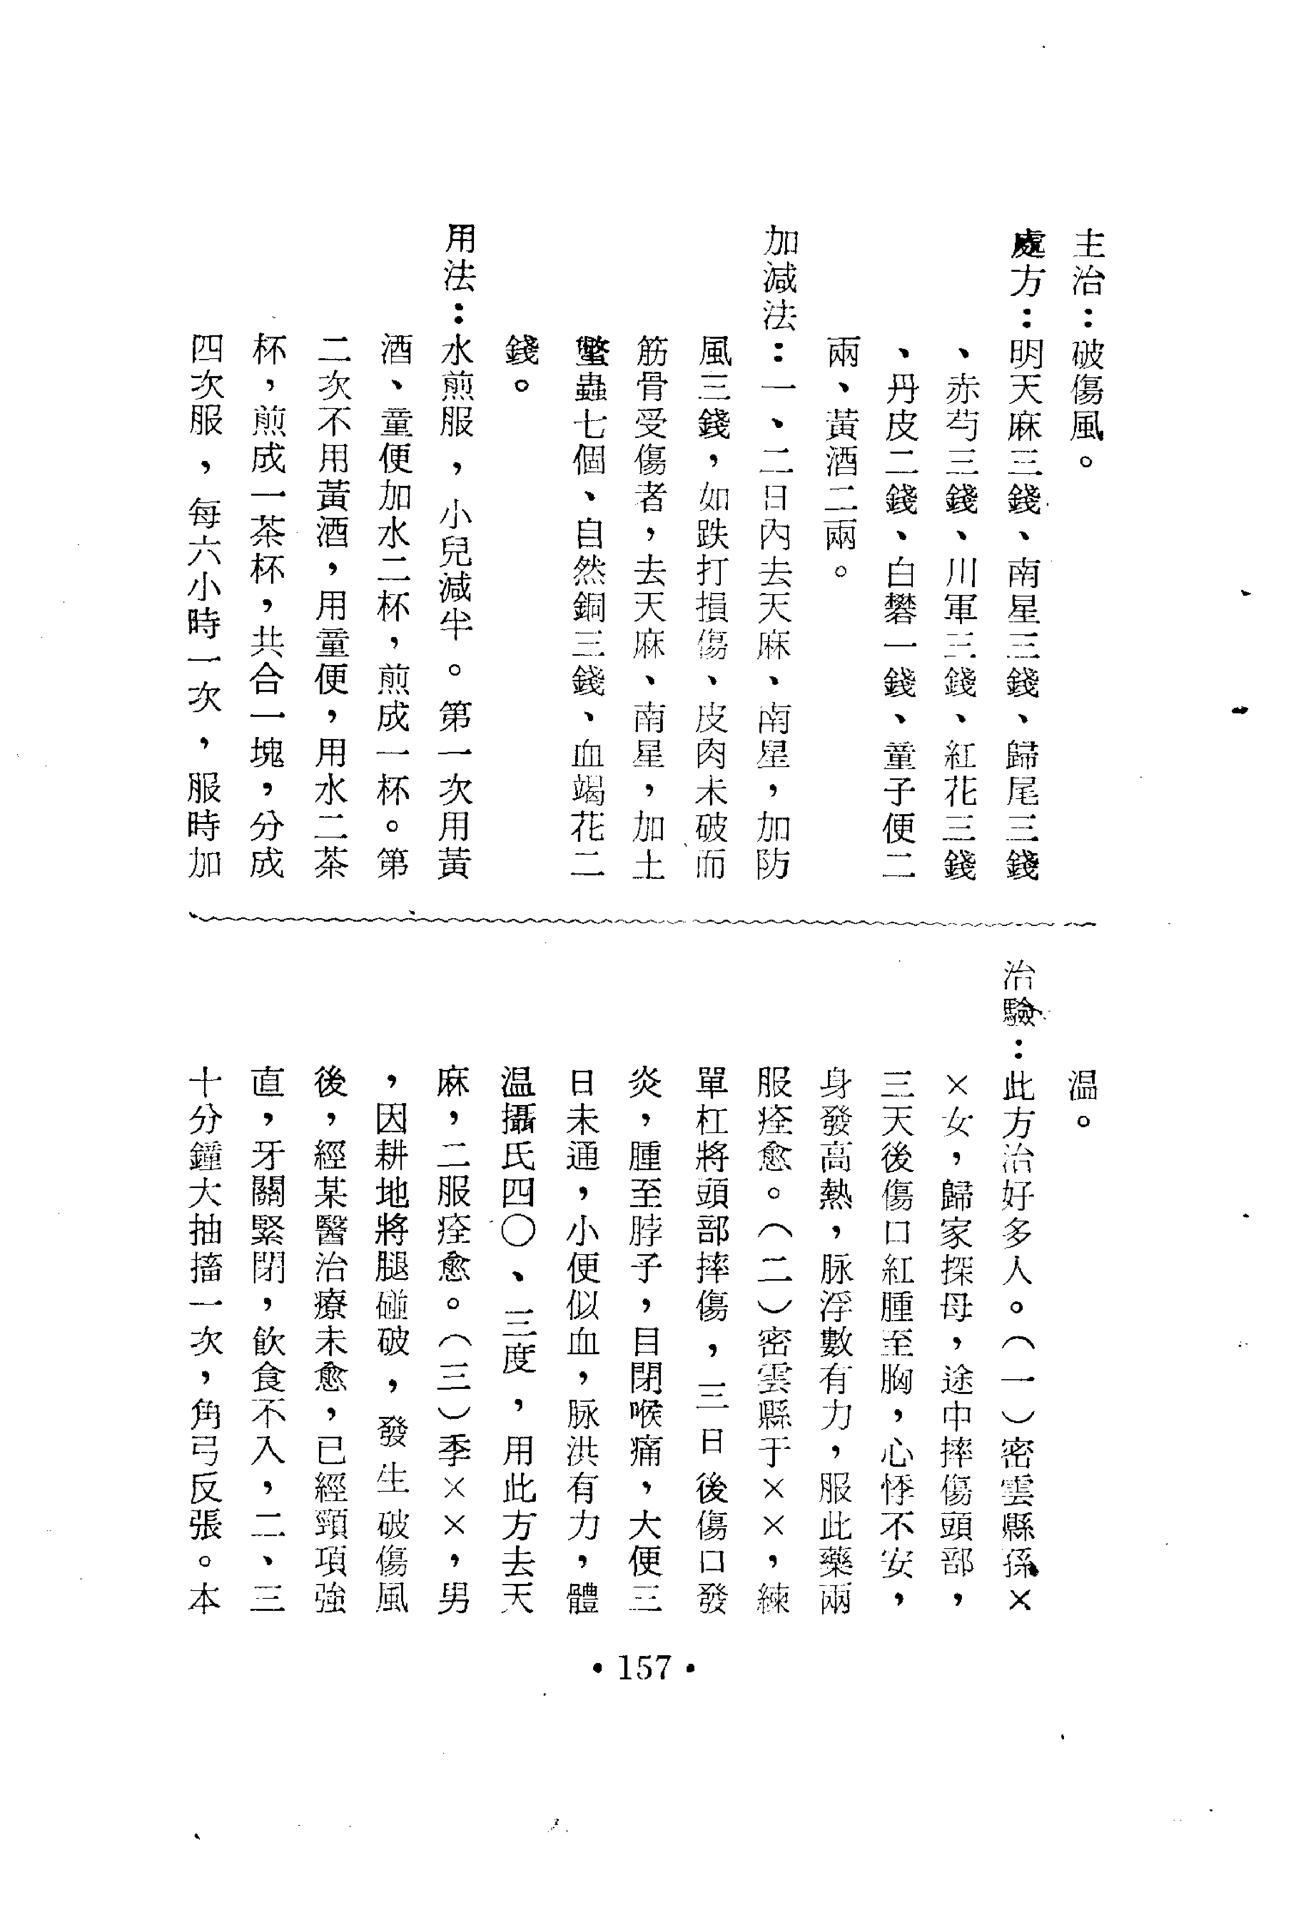 主治：破傷風。
處方：明天麻三錢、南星三錢、歸尾三錢
、赤芍三錢、川軍三錢、紅花三錢
、丹皮二錢、白礬一錢、童子便二
兩、黃酒二兩。
加減法：一、二日內去天麻、南星，加防
風三錢，如跌打損傷、皮肉未破而
筋骨受傷者，去天麻、南星，加土
鱉蟲七個、自然銅三錢、血竭花二
錢。
用法：水煎服，小兒減半。第一次用黃
酒、童便加水二杯，煎成一杯。第
二次不用黃酒，用童便，用水二茶
杯，煎成一茶杯，共合一塊，分成
四次服，每六小時一次，服時加
温。
治驗：此方治好多人。（一）密雲縣孫×
×女，歸家探母，途中摔傷頭部，
三天後傷口紅腫至胸，心悸不安，
身發高熱，脉浮數有力，服此藥兩
服痊愈。（二）密雲縣于××，練
單杠將頭部摔傷，三日後傷口發
炎，腫至脖子，目閉喉痛，大便三
日未通，小便似血，脉洪有力，體
温攝氏四〇、三度，用此方去天
麻，二服痊愈。（三）季××，男
，因耕地將腿碰破，發生破傷風
後，經某醫治療未愈，已經頸項強
直，牙關緊閉，飲食不入，二、三
十分鐘大抽搐一次，角弓反張。本
•157•